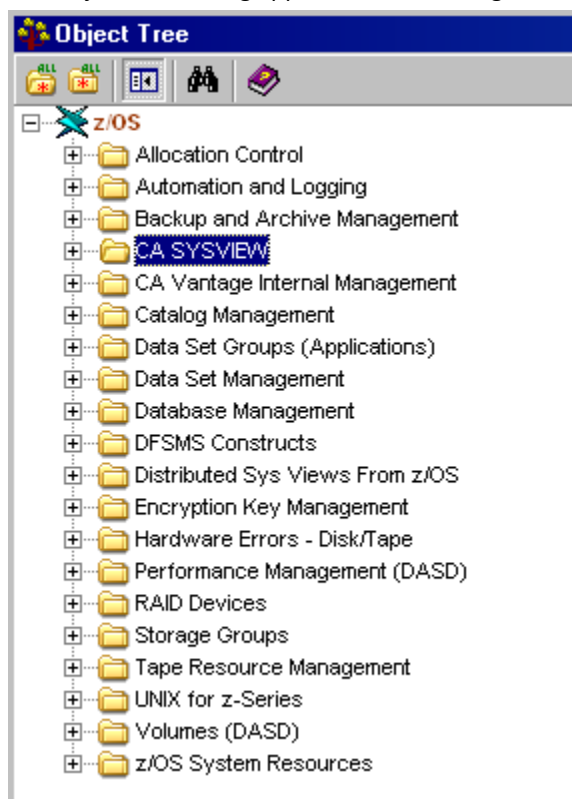 Object Tree
ALL ALL
z/OS
Allocation Control
Automation and Logging
Backup and Archive Management
CA SYSVIEW
CA Vantage Internal Management
Catalog Management
Data Set Groups (Applications)
Data Set Management
Database Management
DFSMS Constructs
Distributed Sys Views From z/OS
Encryption Key Management
Hardware Errors - Disk/Tape
Performance Management (DASD)
RAID Devices
Storage Groups
Tape Resource Management
UNIX for z-Series
Volumes (DASD)
z/OS System Resources